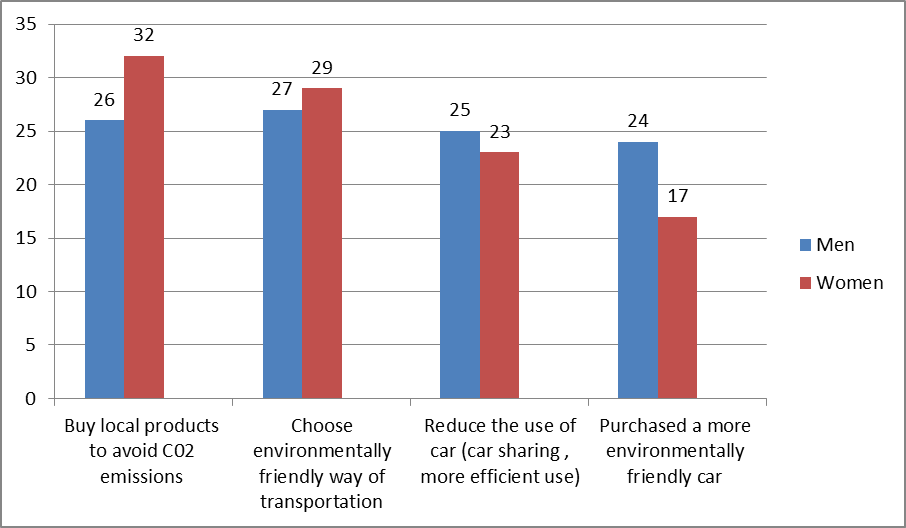 35
30
25
20
15
10
5
0
26
32
27
29
25
23
24
17
Men
Women
Buy local products
to avoid C02
emissions
Choose
environmentally
friendly way of
transportation
Reduce the use of
car (car sharing ,
more efficient use)
Purchased a more
environmentally
friendly car